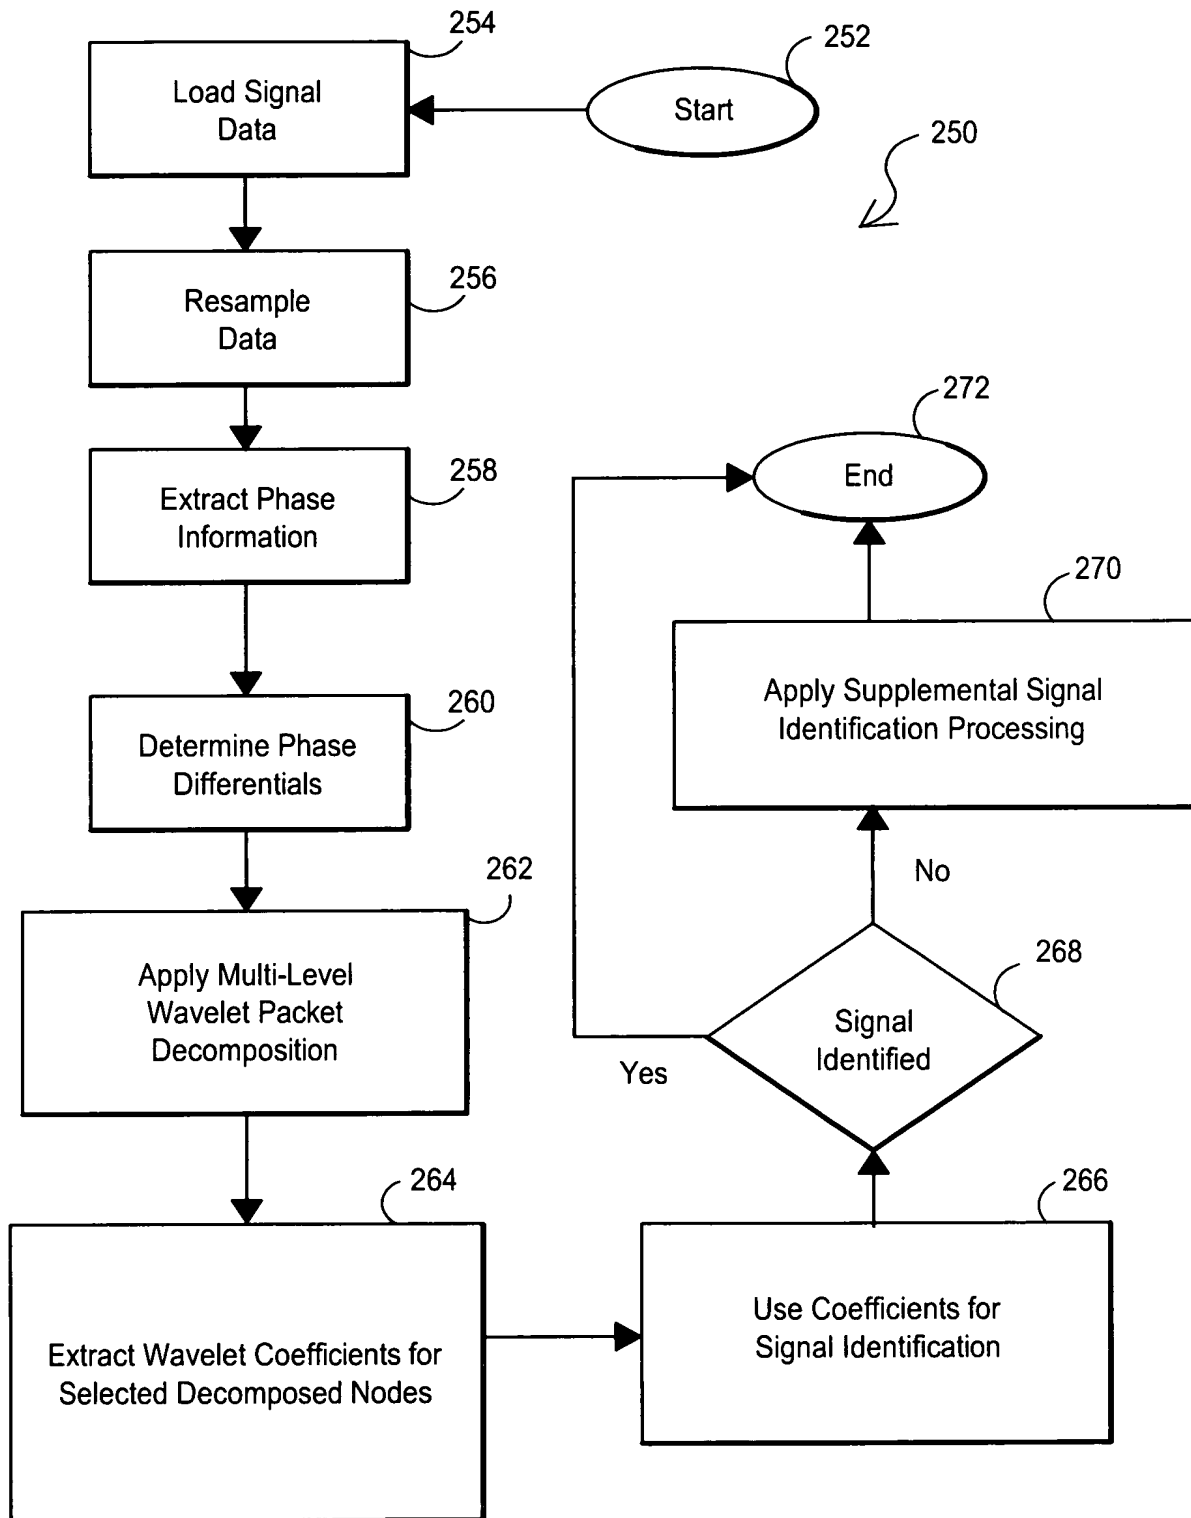 254
Load Signal
Data
252
Start
250
256
Resample
Data
258
Extract Phase
Information
260
Determine Phase
Differentials
262
Apply Multi-Level
Wavelet Packet
Decomposition
264
Extract Wavelet Coefficients for
Selected Decomposed Nodes
266
Use Coefficients for
Signal Identification
268
Signal
Identified
Yes
No
270
Apply Supplemental Signal
Identification Processing
272
End